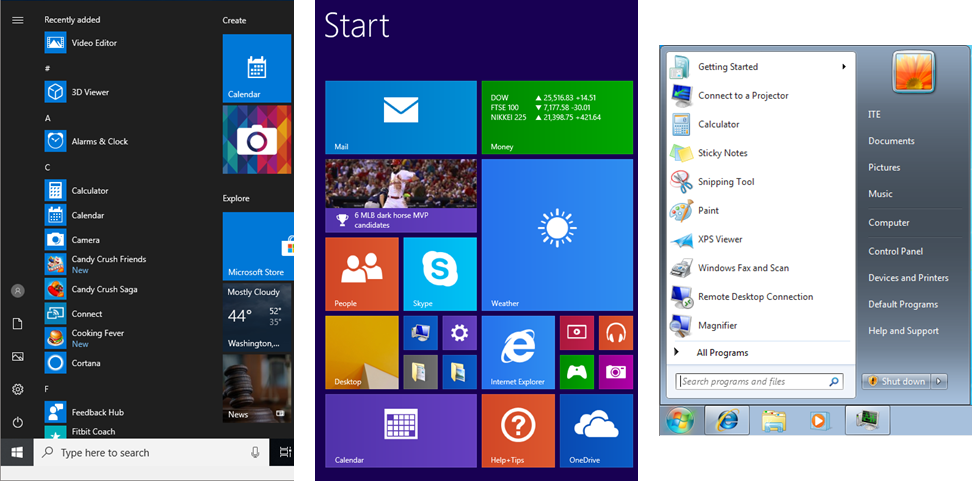 Recently added
Video Editor
#
3D Viewer
A
Alarms & Clock
C
Calculator
Calendar
Camera
Candy Crush Friends
New
Candy Crush Saga
Connect
Cooking Fever
New
Cortana
F
Feedback Hub
Fitbit Coach
Type here to search
Create
Calendar
Explore
Microsoft Store
Mostly Cloudy
44° 52°
35°
Washington,...
News
Start
Mail
DOW ▲ 25,516.83 +14.51
FTSE 100 ▼ 7,177.58 -30.01
NIKKEI 225 ▲ 21,398.75 +421.64
Money
6 MLB dark horse MVP
candidates
People
Skype
Weather
Desktop
Internet Explorer
Calendar
Help+Tips
OneDrive
Getting Started
Connect to a Projector
Calculator
Sticky Notes
Snipping Tool
Paint
XPS Viewer
Windows Fax and Scan
Remote Desktop Connection
Magnifier
All Programs
Search programs and files
ITE
Documents
Pictures
Music
Computer
Control Panel
Devices and Printers
Default Programs
Help and Support
Shut down